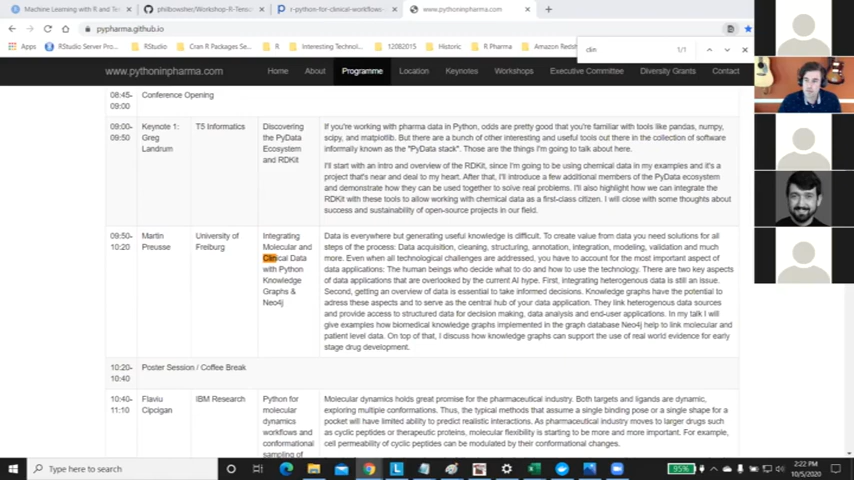 Machine Learning with R and Te
philbowsher/Workshop-R-Tensu
r-python-for-clinical-workflows-
www.pythoninpharma.com/
pypharma.github.io
Apps
RStudio Server Pro...
RStudio
Cran R Packages Se...
R
Interesting Technol...
12082015
Historic
R Pharma
Amazon Redsh
clin
1/1
www.pythoninpharma.com
Home
About
Programme
Location
Keynotes
Workshops
Executive Committee
Diversity Grants
Contact
08:45-
09:00
Conference Opening
09:00-
09:50
Keynote 1:
Greg
Landrum
T5 Informatics
Discovering
the PyData
Ecosystem
and RDKit
If you're working with pharma data in Python, odds are pretty good that you're familiar with tools like pandas, numpy,
scipy, and matplotlib. But there are a bunch of other interesting and useful tools out there in the collection of software
informally known as the "PyData stack". Those are the things I'm going to talk about here.
I'll start with an intro and overview of the RDKit, since I'm going to be using chemical data in my examples and it's a
project that's near and deal to my heart. After that, I'll introduce a few additional members of the PyData ecosystem
and demonstrate how they can be used together to solve real problems. I'll also highlight how we can integrate the
RDKit with these tools to allow working with chemical data as a first-class citizen. I will close with some thoughts about
success and sustainability of open-source projects in our field.
09:50-
10:20
Martin
Preusse
University of
Freiburg
Integrating
Molecular and
Clinical Data
with Python
Knowledge
Graphs &
Neo4j
Data is everywhere but generating useful knowledge is difficult. To create value from data you need solutions for all
steps of the process: Data acquisition, cleaning, structuring, annotation, integration, modeling, validation and much
more. Even when all technological challenges are addressed, you have to account for the most important aspect of
data applications: The human beings who decide what to do and how to use the technology. There are two key aspects
of data applications that are overlooked by the current AI hype. First, integrating heterogenous data is still an issue.
Second, getting an overview of data is essential to take informed decisions. Knowledge graphs have the potential to
adress these aspects and to serve as the central hub of your data application. They link heterogenous data sources
and provide access to structured data for decision making, data analysis and end-user applications. In my talk I will
give examples how biomedical knowledge graphs implemented in the graph database Neo4j help to link molecular and
patient level data. On top of that, I discuss how knowledge graphs can support the use of real world evidence for early
stage drug development.
10:20-
10:40
Poster Session / Coffee Break
10:40-
11:10
Flaviu
Cipcigan
IBM Research
Python for
molecular
dynamics
workflows and
conformational
sampling of
Molecular dynamics holds great promise for the pharmaceutical industry. Both targets and ligands are dynamic,
exploring multiple conformations. Thus, the typical methods that assume a single binding pose or a single shape for a
pocket will have limited ability to predict realistic interactions. As pharmaceutical industry moves to larger drugs such
as cyclic peptides or therapeutic proteins, molecular flexibility is starting to be more and more important. For example,
cell permeability of cyclic peptides can be modulated by their conformational changes.
Type here to search
95%
2:22 PM
10/5/2020